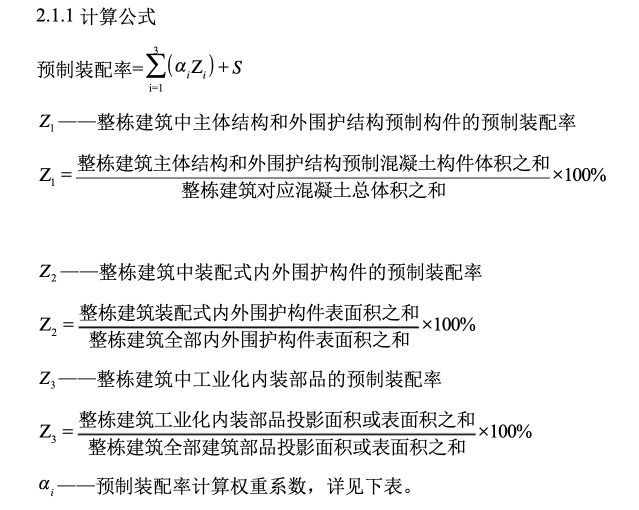 2.1.1 计算公式
预制装配率=∑(i=1→3)(αᵢZᵢ)+S
Z₁——整栋建筑中主体结构和外围护结构预制构件的预制装配率
Z₁ = 整栋建筑主体结构和外围护结构预制混凝土构件体积之和 / 整栋建筑对应混凝土总体积之和 ×100%
Z₂——整栋建筑中装配式内外围护构件的预制装配率
Z₂ = 整栋建筑装配式内外围护构件表面积之和 / 整栋建筑全部内外围护构件表面积之和 ×100%
Z₃——整栋建筑中工业化内装部品的预制装配率
Z₃ = 整栋建筑工业化内装部品投影面积或表面积之和 / 整栋建筑全部建筑部品投影面积或表面积之和 ×100%
αᵢ——预制装配率计算权重系数，详见下表。